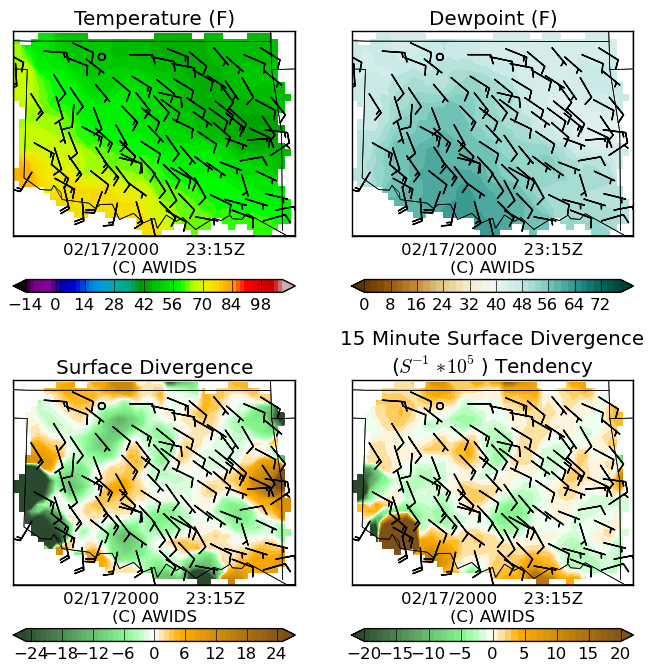 Temperature (F)
Dewpoint (F)
02/17/2000 23:15Z
(C) AWIDS
02/17/2000 23:15Z
(C) AWIDS
−14 0 14 28 42 56 70 84 98
0 8 16 24 32 40 48 56 64 72
Surface Divergence
15 Minute Surface Divergence
(S⁻¹ ∗10⁵ ) Tendency
02/17/2000 23:15Z
(C) AWIDS
02/17/2000 23:15Z
(C) AWIDS
−24 −18 −12 −6 0 6 12 18 24
−20 −15 −10 −5 0 5 10 15 20